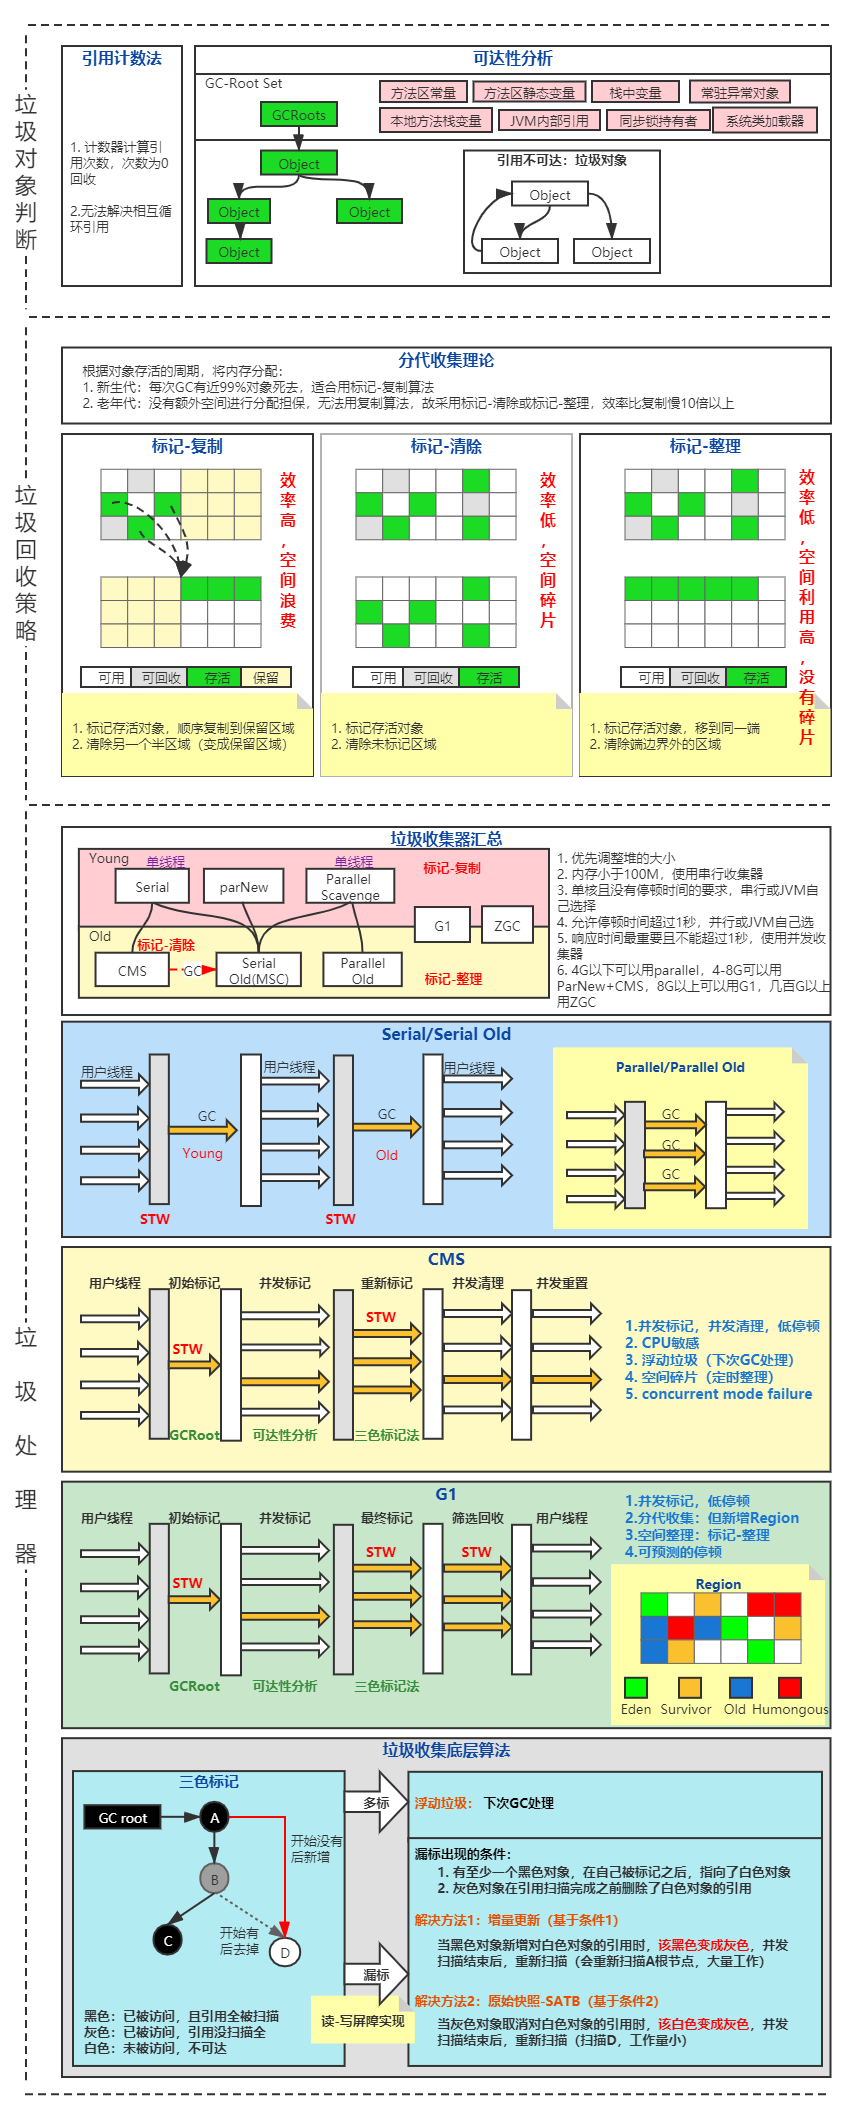 垃圾对象判断
引用计数法
1. 计数器计算引
用次数，次数为0
回收
2.无法解决相互循
环引用
可达性分析
GC-Root Set
方法区常量
方法区静态变量
栈中变量
常驻异常对象
本地方法栈变量
JVM内部引用
同步锁持有者
系统类加载器
GCRoots
Object
Object
Object
Object
引用不可达：垃圾对象
Object
Object
Object
垃圾回收策略
分代收集理论
根据对象存活的周期，将内存分配：
1. 新生代：每次GC有近99%对象死去，适合用标记-复制算法
2. 老年代：没有额外空间进行分配担保，无法用复制算法，故采用标记-清除或标记-整理，效率比复制慢10倍以上
标记-复制
效率高，空间浪费
可用
可回收
存活
保留
1. 标记存活对象，顺序复制到保留区域
2. 清除另一个半区域（变成保留区域）
标记-清除
效率低，空间碎片
可用
可回收
存活
1. 标记存活对象
2. 清除未标记区域
标记-整理
效率低，空间利用高，没有碎片
可用
可回收
存活
1. 标记存活对象，移到同一端
2. 清除端边界外的区域
垃圾处理器
垃圾收集器汇总
Young
单线程
单线程
标记-复制
Serial
parNew
Parallel
Scavenge
G1
ZGC
Old
标记-清除
CMS
GC
Serial
Old(MSC)
Parallel
Old
标记-整理
1. 优先调整堆的大小
2. 内存小于100M，使用串行收集器
3. 单核且没有停顿时间的要求，串行或JVM自
己选择
4. 允许停顿时间超过1秒，并行或JVM自己选
5. 响应时间最重要且不能超过1秒，使用并发收
集器
6. 4G以下可以用parallel，4-8G可以用
ParNew+CMS，8G以上可以用G1，几百G以上
用ZGC
Serial/Serial Old
用户线程
GC
Young
STW
用户线程
GC
Old
STW
用户线程
Parallel/Parallel Old
GC
GC
GC
CMS
用户线程
初始标记
并发标记
重新标记
并发清理
并发重置
STW
STW
GCRoot
可达性分析
三色标记法
1.并发标记，并发清理，低停顿
2. CPU敏感
3. 浮动垃圾（下次GC处理）
4. 空间碎片（定时整理）
5. concurrent mode failure
G1
用户线程
初始标记
并发标记
最终标记
筛选回收
用户线程
STW
STW
STW
GCRoot
可达性分析
三色标记法
1.并发标记，低停顿
2.分代收集：但新增Region
3.空间整理：标记-整理
4.可预测的停顿
Region
Eden
Survivor
Old
Humongous
垃圾收集底层算法
三色标记
GC root
A
B
C
D
开始没有
后新增
开始有
后去掉
黑色：已被访问，且引用全被扫描
灰色：已被访问，引用没扫描全
白色：未被访问，不可达
多标
漏标
读-写屏障实现
浮动垃圾： 下次GC处理
漏标出现的条件：
1. 有至少一个黑色对象，在自己被标记之后，指向了白色对象
2. 灰色对象在引用扫描完成之前删除了白色对象的引用
解决方法1：增量更新（基于条件1）
当黑色对象新增对白色对象的引用时，该黑色变成灰色，并发
扫描结束后，重新扫描（会重新扫描A根节点，大量工作）
解决方法2：原始快照-SATB（基于条件2）
当灰色对象取消对白色对象的引用时，该白色变成灰色，并发
扫描结束后，重新扫描（扫描D，工作量小）